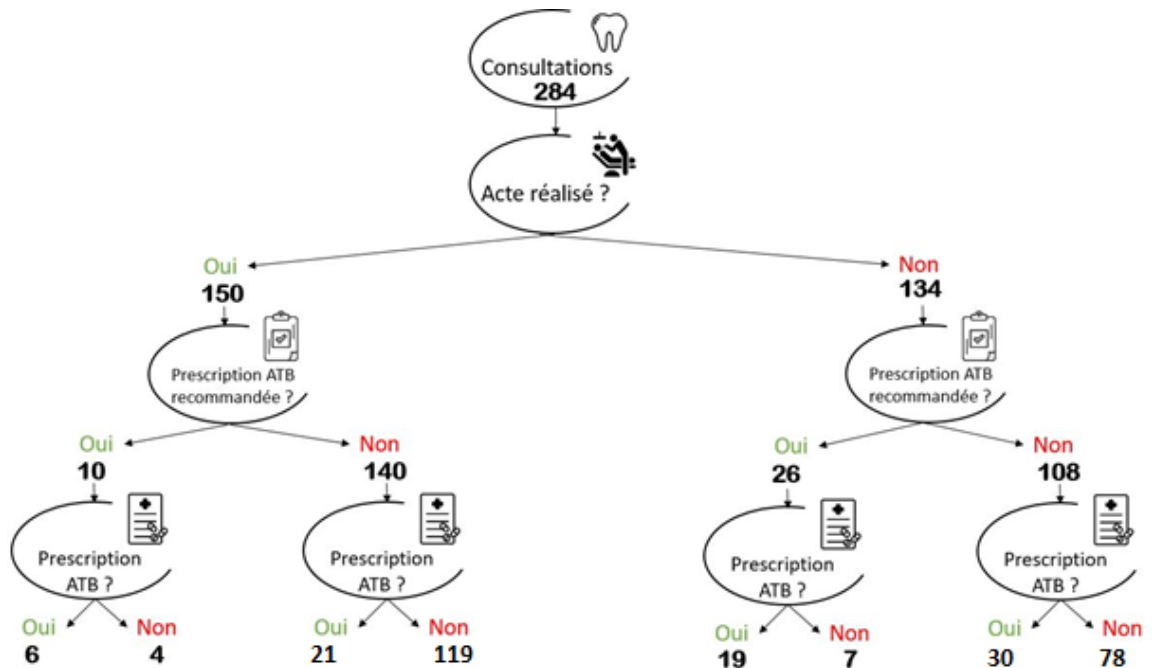 Consultations
284
Acte réalisé ?
Oui
150
Non
134
Prescription ATB
recommandée ?
Prescription ATB
recommandée ?
Oui
10
Non
140
Oui
26
Non
108
Prescription
ATB ?
Prescription
ATB ?
Prescription
ATB ?
Prescription
ATB ?
Oui
6
Non
4
Oui
21
Non
119
Oui
19
Non
7
Oui
30
Non
78